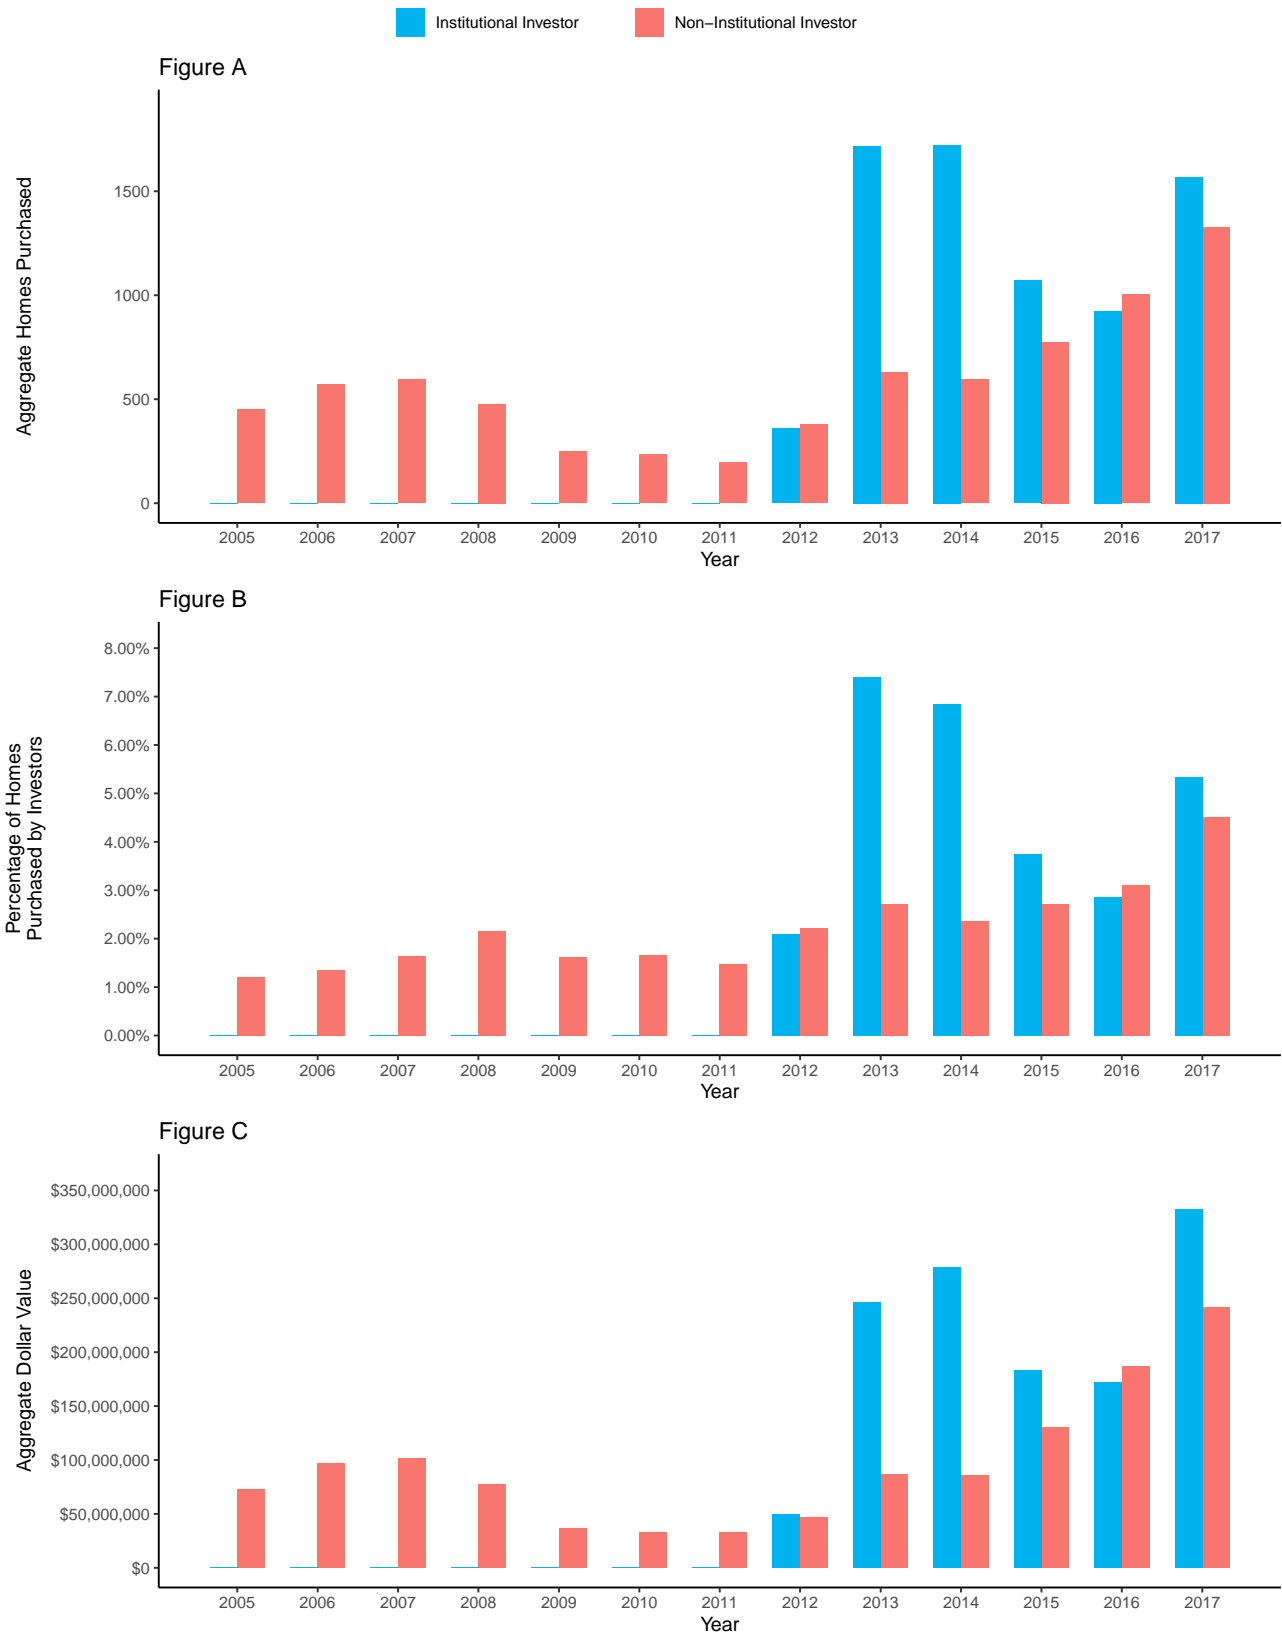 Institutional Investor
Non−Institutional Investor
Figure A
Aggregate Homes Purchased
1500
1000
500
0
2005 2006 2007 2008 2009 2010 2011 2012 2013 2014 2015 2016 2017
Year
Figure B
Percentage of Homes
Purchased by Investors
8.00%
7.00%
6.00%
5.00%
4.00%
3.00%
2.00%
1.00%
0.00%
2005 2006 2007 2008 2009 2010 2011 2012 2013 2014 2015 2016 2017
Year
Figure C
Aggregate Dollar Value
$350,000,000
$300,000,000
$250,000,000
$200,000,000
$150,000,000
$100,000,000
$50,000,000
$0
2005 2006 2007 2008 2009 2010 2011 2012 2013 2014 2015 2016 2017
Year